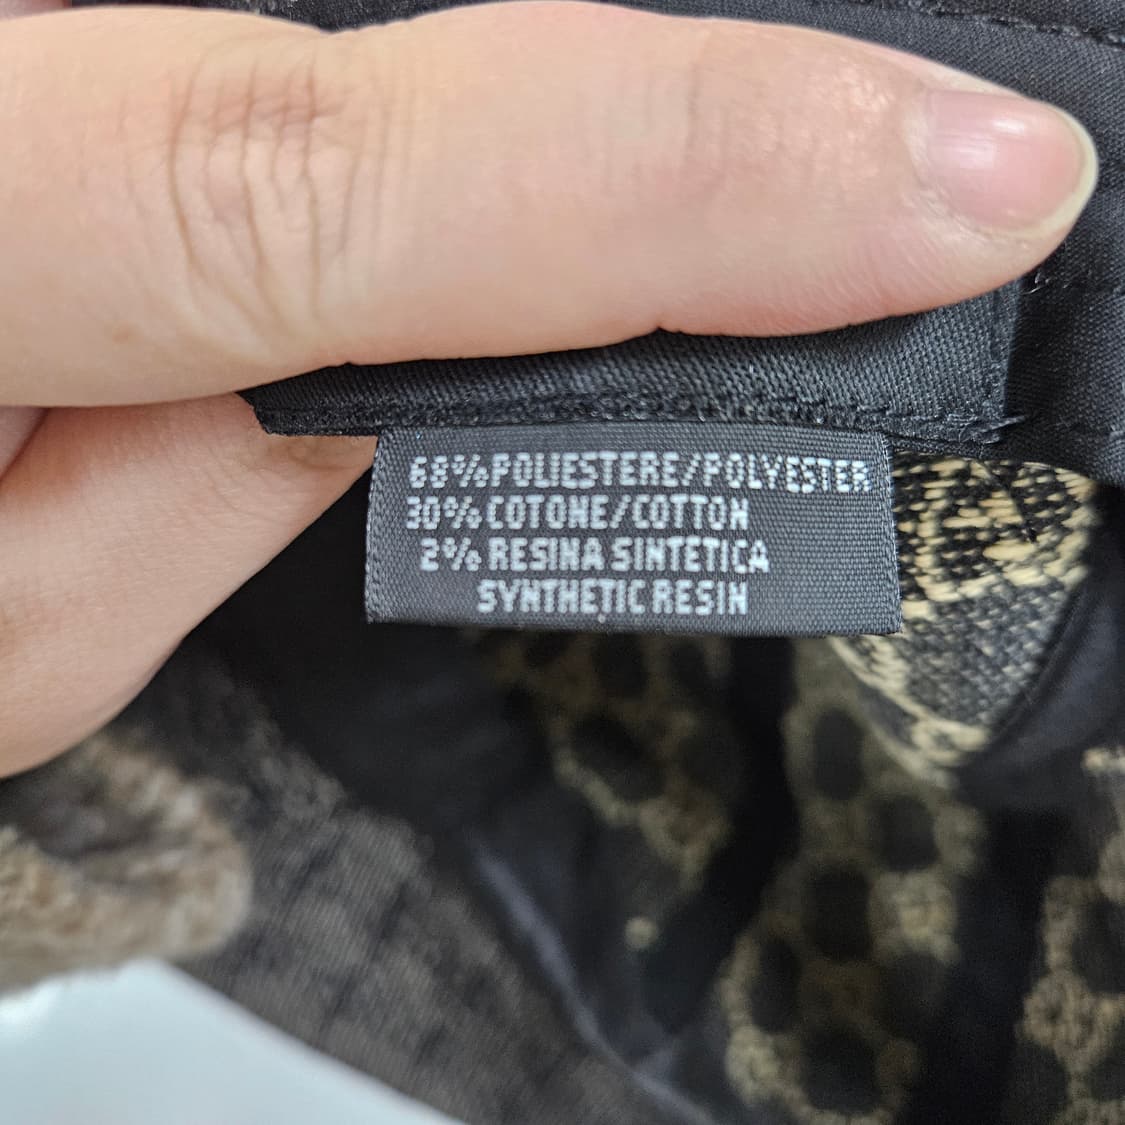 68%POLIESTERE/POLYESTER
30%COTONE/COTTON
2% RESINA SINTETICA
SYNTHETIC RESIN